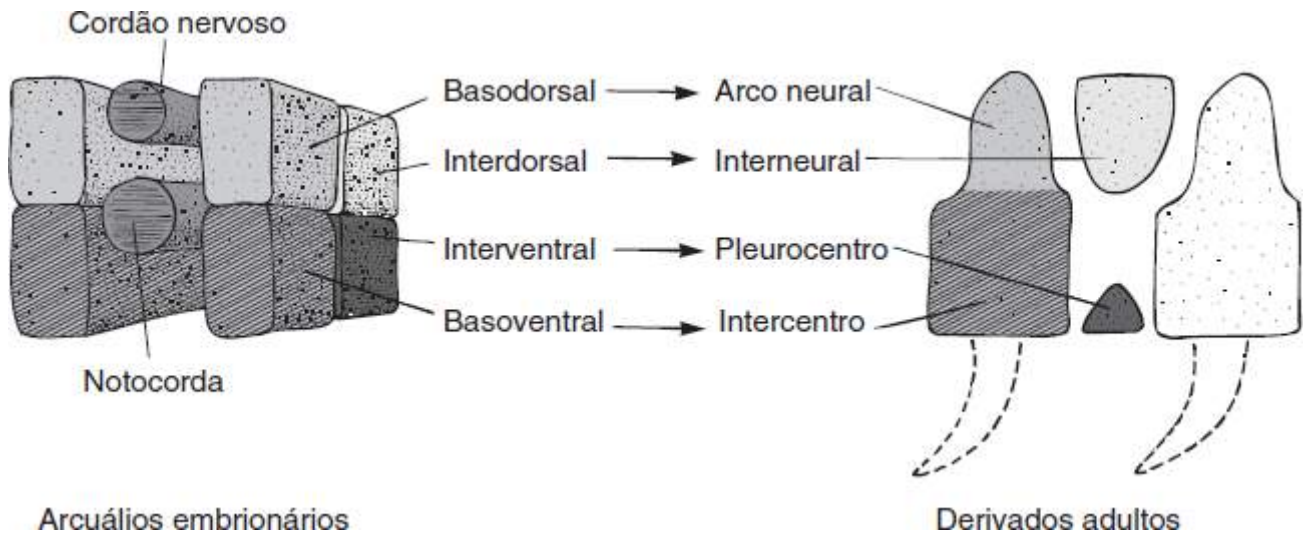 Cordão nervoso
Basodorsal Arco neural
Interdorsal Interneural
Interventral Pleurocentro
Basoventral Intercentro
Notocorda
Arcuálios embrionários Derivados adultos